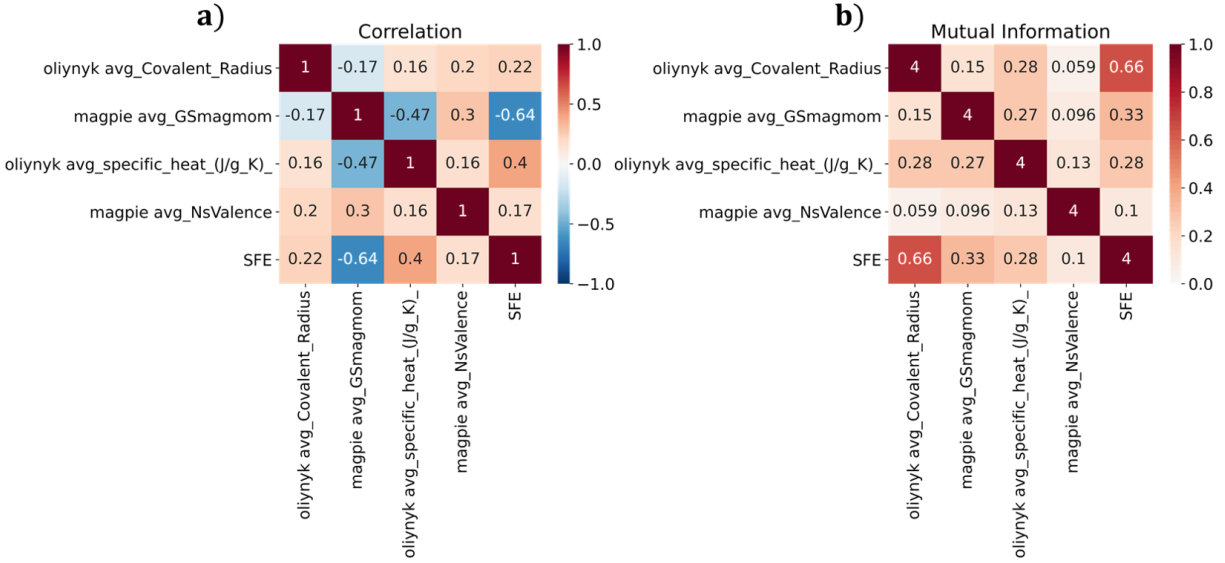 a)
Correlation
oliynyk avg_Covalent_Radius
1
-0.17
0.16
0.2
0.22
magpie avg_GSmagmom
-0.17
1
-0.47
0.3
-0.64
oliynyk avg_specific_heat_(J/g_K)_
0.16
-0.47
1
0.16
0.4
magpie avg_NsValence
0.2
0.3
0.16
1
0.17
SFE
0.22
-0.64
0.4
0.17
1
1.0
0.5
0.0
−0.5
−1.0
oliynyk avg_Covalent_Radius
magpie avg_GSmagmom
oliynyk avg_specific_heat_(J/g_K)_
magpie avg_NsValence
SFE
b)
Mutual Information
oliynyk avg_Covalent_Radius
4
0.15
0.28
0.059
0.66
magpie avg_GSmagmom
0.15
4
0.27
0.096
0.33
oliynyk avg_specific_heat_(J/g_K)_
0.28
0.27
4
0.13
0.28
magpie avg_NsValence
0.059
0.096
0.13
4
0.1
SFE
0.66
0.33
0.28
0.1
4
1.0
0.8
0.6
0.4
0.2
0.0
oliynyk avg_Covalent_Radius
magpie avg_GSmagmom
oliynyk avg_specific_heat_(J/g_K)_
magpie avg_NsValence
SFE